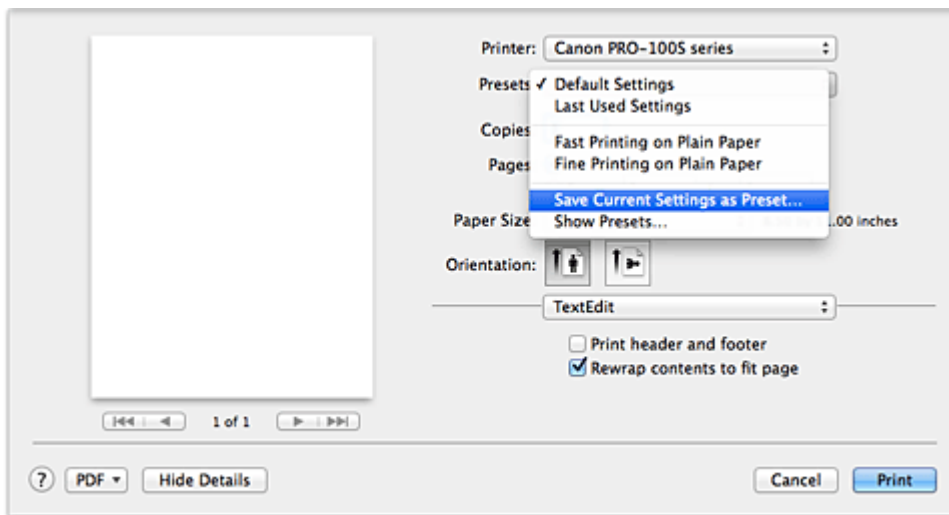 Printer: Canon PRO-100S series
Presets ✓ Default Settings
Last Used Settings
Copies
Fast Printing on Plain Paper
Pages
Fine Printing on Plain Paper
Save Current Settings as Preset...
Paper Size
Show Presets...
.00 inches
Orientation:
TextEdit
Print header and footer
Rewrap contents to fit page
1 of 1
? PDF Hide Details Cancel Print